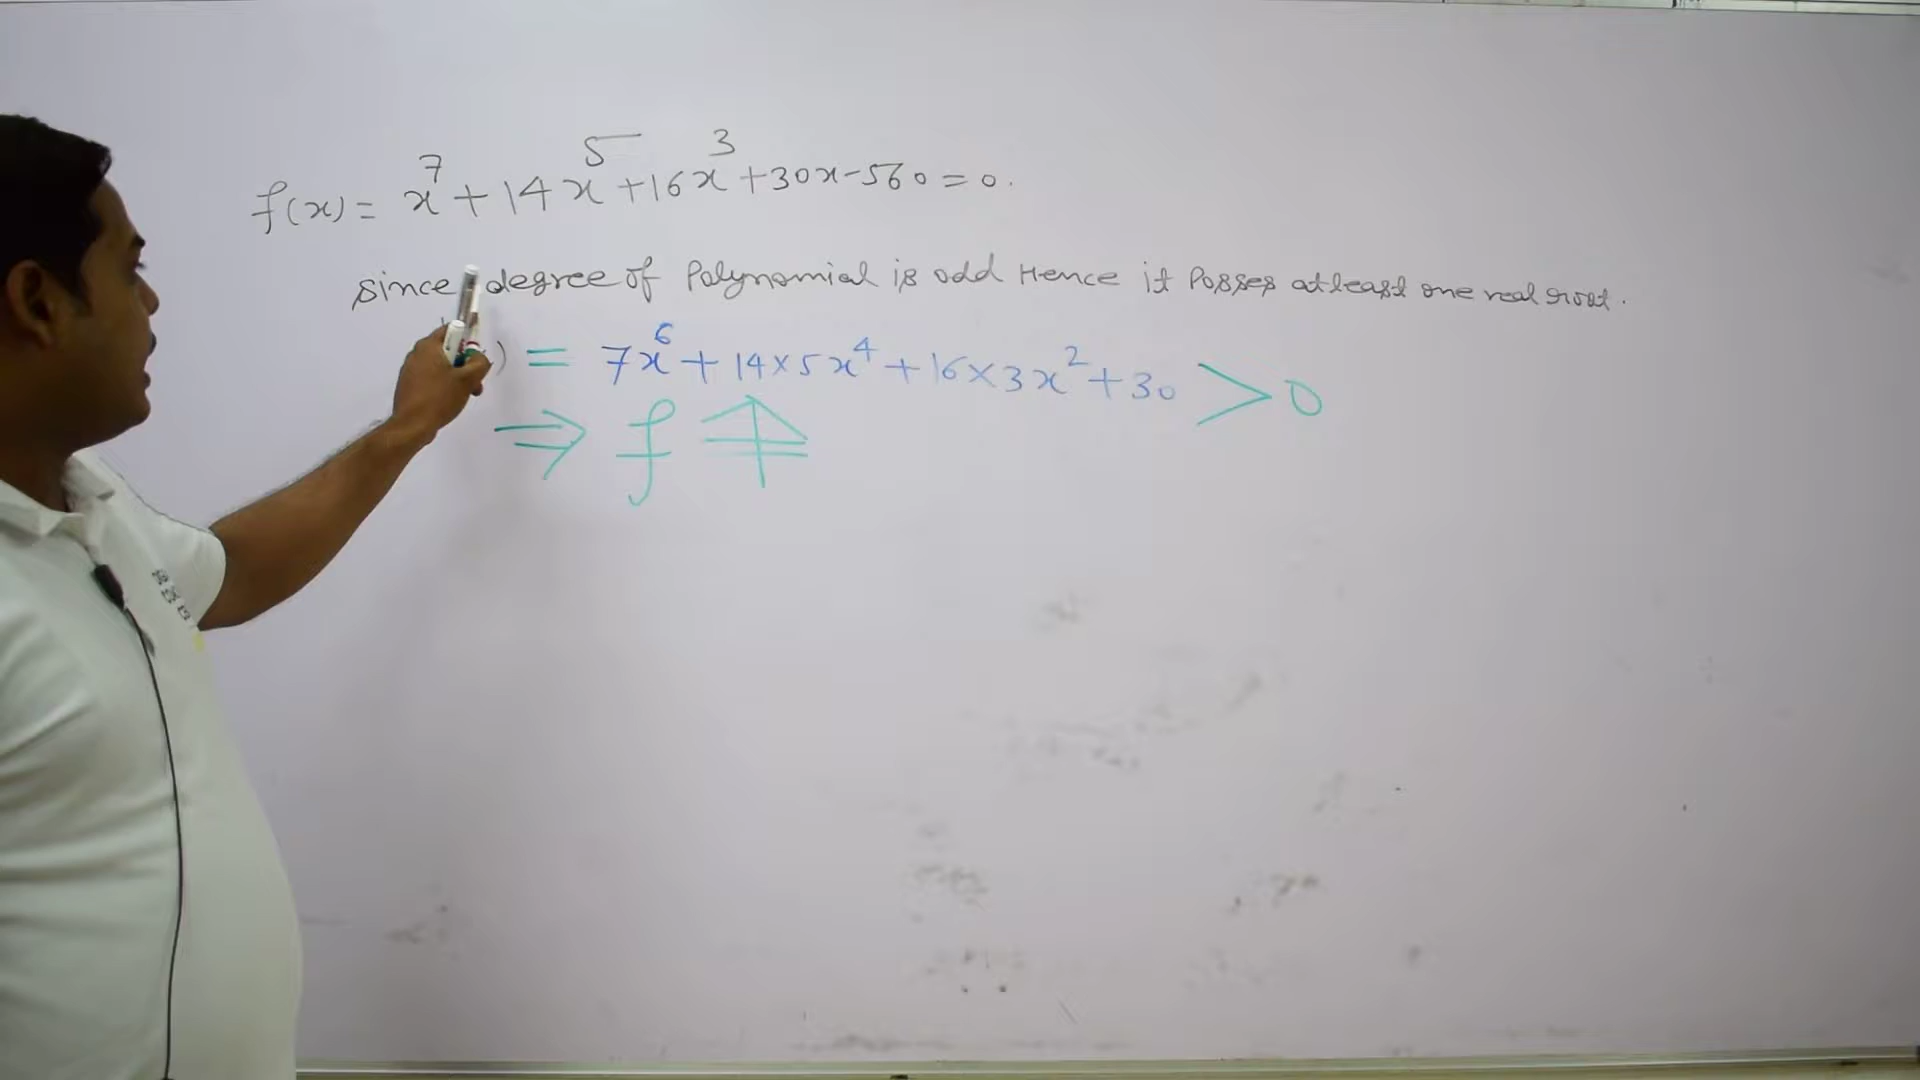 f(x) = x⁷ + 14x⁵ + 16x³ + 30x - 560 = 0.
since degree of Polynomial is odd Hence it Posses atleast one real root.
) = 7x⁶ + 14 × 5x⁴ + 16 × 3x² + 30 > 0
⇒ f ⇑